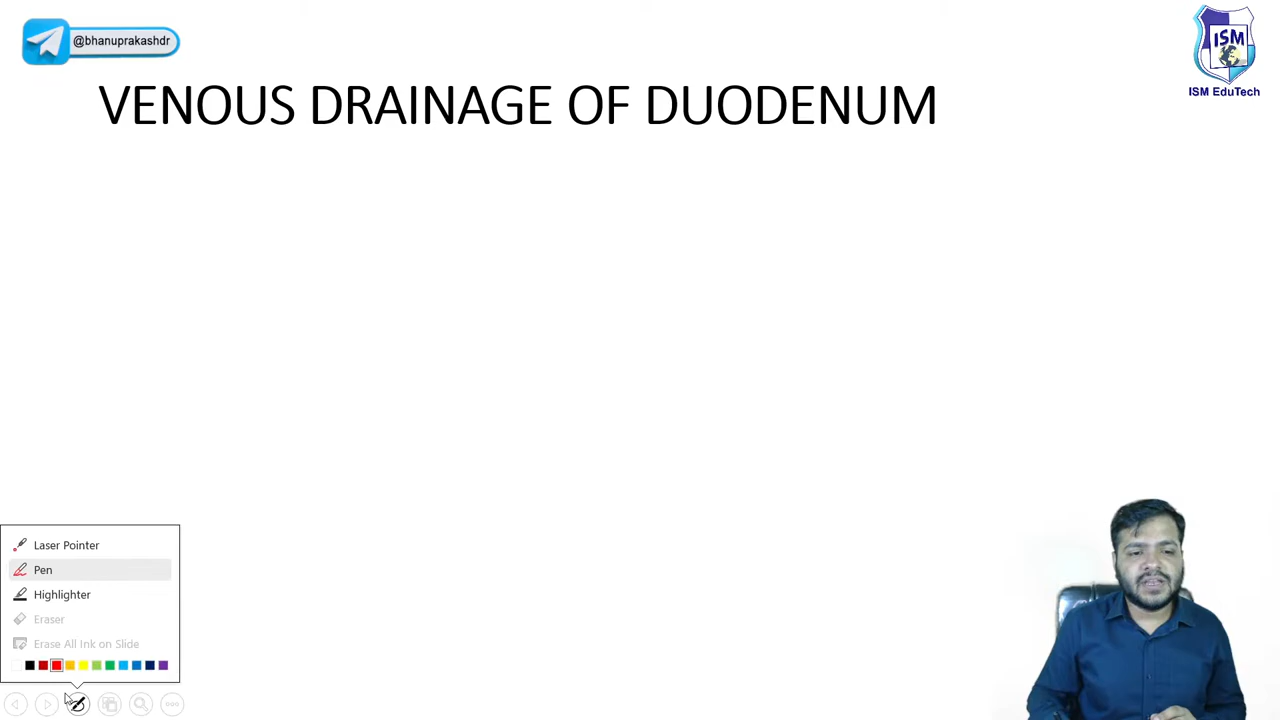 @bhanuprakashdr
ISM
ISM EduTech
VENOUS DRAINAGE OF DUODENUM
Laser Pointer
Pen
Highlighter
Eraser
Erase All Ink on Slide